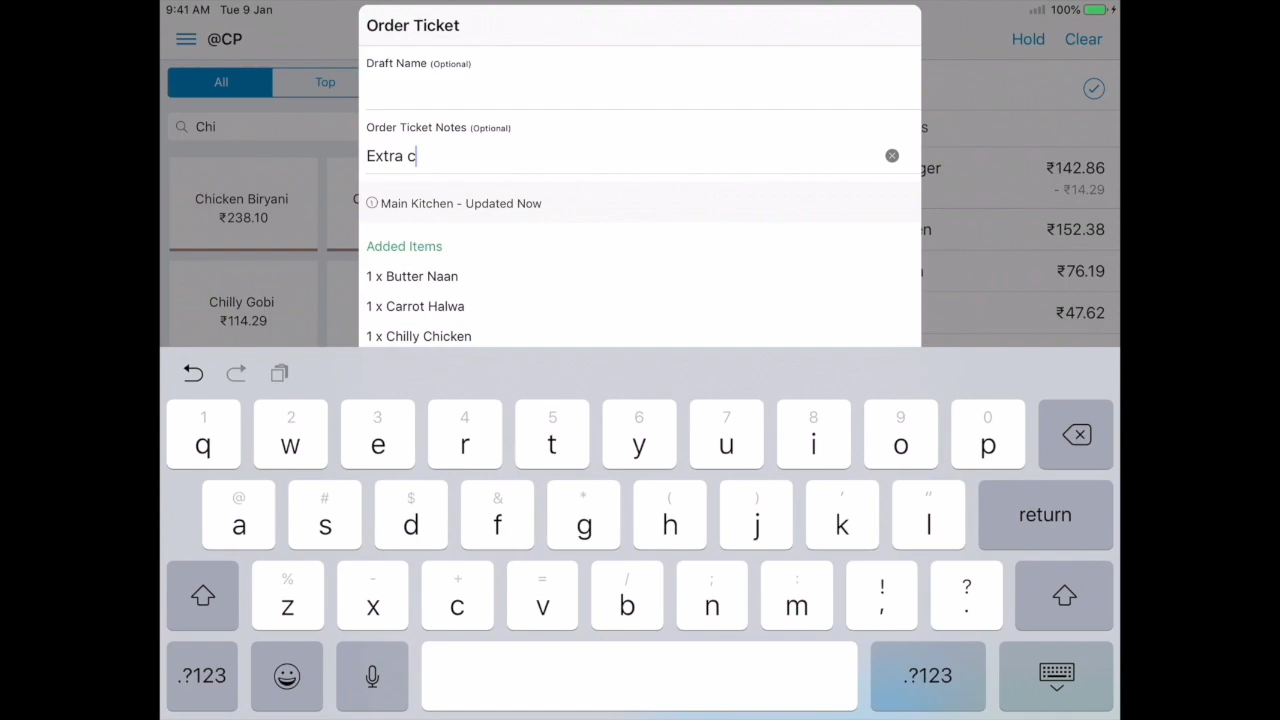 9:41 AM Tue 9 Jan
100%
@CP
Hold Clear
All Top
Chi
Chicken Biryani
₹238.10
Chilly Gobi
₹114.29
Order Ticket
Draft Name (Optional)
Order Ticket Notes (Optional)
Extra c
Main Kitchen - Updated Now
Added Items
1 x Butter Naan
1 x Carrot Halwa
1 x Chilly Chicken
₹142.86
- ₹14.29
₹152.38
₹76.19
₹47.62
1 2 3 4 5 6 7 8 9 0
q w e r t y u i o p
@ # $ & * ( ) ' "
a s d f g h j k l return
% - + = / ; : ! ?
z x c v b n m , .
.?123 .?123